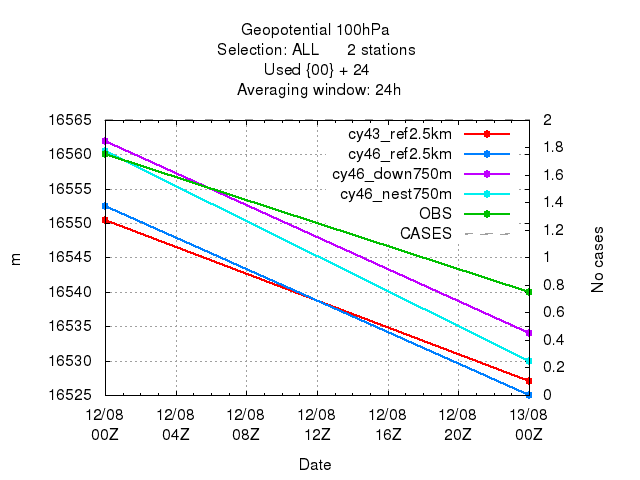 Geopotential 100hPa
Selection: ALL 2 stations
Used {00} + 24
Averaging window: 24h
16565
16560
16555
16550
16545
16540
16535
16530
16525
m
2
1.8
1.6
1.4
1.2
1
0.8
0.6
0.4
0.2
0
No cases
cy43_ref2.5km
cy46_ref2.5km
cy46_down750m
cy46_nest750m
OBS
CASES
12/08 12/08 12/08 12/08 12/08 12/08 13/08
00Z 04Z 08Z 12Z 16Z 20Z 00Z
Date